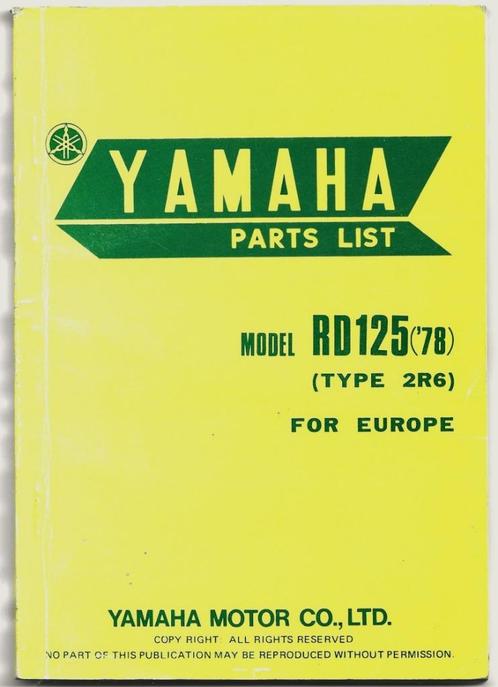 YAMAHA
PARTS LIST
MODEL RD125('78)
(TYPE 2R6)
FOR EUROPE
YAMAHA MOTOR CO., LTD.
COPY RIGHT: ALL RIGHTS RESERVED
NO PART OF THIS PUBLICATION MAY BE REPRODUCED WITHOUT PERMISSION.